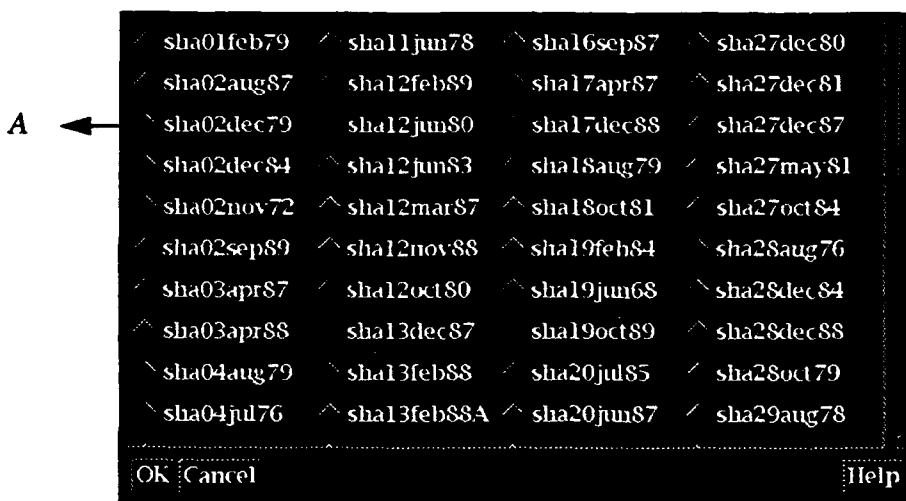 sha01feb79 sha11jun78 sha16sep87 sha27dec80
sha02aug87 sha12feb89 sha17apr87 sha27dec81
A sha02dec79 sha12jun80 sha17dec88 sha27dec87
sha02dec84 sha12jun83 sha18aug79 sha27may81
sha02nov72 sha12mar87 sha18oct81 sha27oct84
sha02sep89 sha12nov88 sha19feb84 sha28aug76
sha03apr87 sha12oct80 sha19jun68 sha28dec84
sha03apr88 sha13dec87 sha19oct89 sha28dec88
sha04aug79 sha13feb88 sha20jul85 sha28oct79
sha04jul76 sha13feb88A sha20jun87 sha29aug78
OK Cancel Help